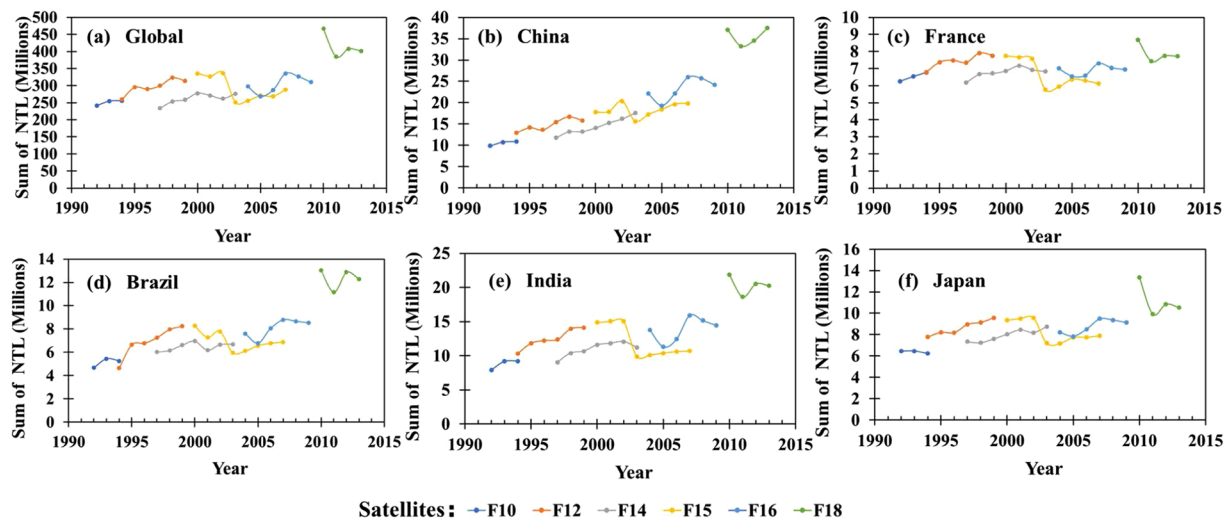 (a) Global
Sum of NTL (Millions)
500
450
400
350
300
250
200
150
100
50
0
1990 1995 2000 2005 2010 2015
Year
(b) China
Sum of NTL (Millions)
40
35
30
25
20
15
10
5
0
1990 1995 2000 2005 2010 2015
Year
(c) France
Sum of NTL (Millions)
10
9
8
7
6
5
4
3
2
1
0
1990 1995 2000 2005 2010 2015
Year
(d) Brazil
Sum of NTL (Millions)
14
12
10
8
6
4
2
0
1990 1995 2000 2005 2010 2015
Year
(e) India
Sum of NTL (Millions)
25
20
15
10
5
0
1990 1995 2000 2005 2010 2015
Year
(f) Japan
Sum of NTL (Millions)
16
14
12
10
8
6
4
2
0
1990 1995 2000 2005 2010 2015
Year
Satellites: F10 F12 F14 F15 F16 F18